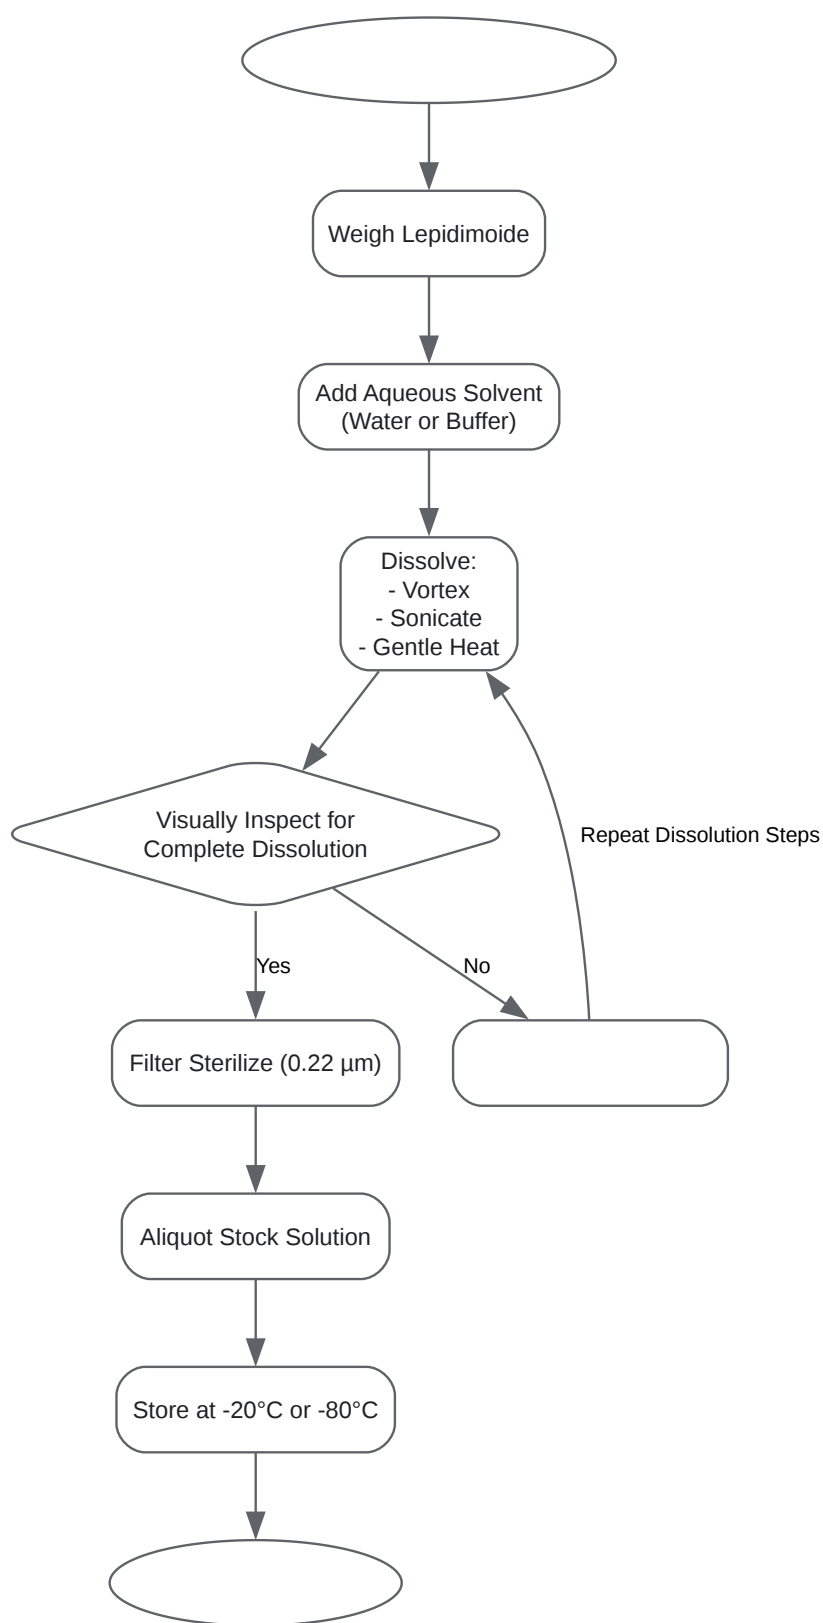 Weigh Lepidimoide
Add Aqueous Solvent
(Water or Buffer)
Dissolve:
- Vortex
- Sonicate
- Gentle Heat
Visually Inspect for
Complete Dissolution
Repeat Dissolution Steps
Yes
No
Filter Sterilize (0.22 µm)
Aliquot Stock Solution
Store at -20°C or -80°C